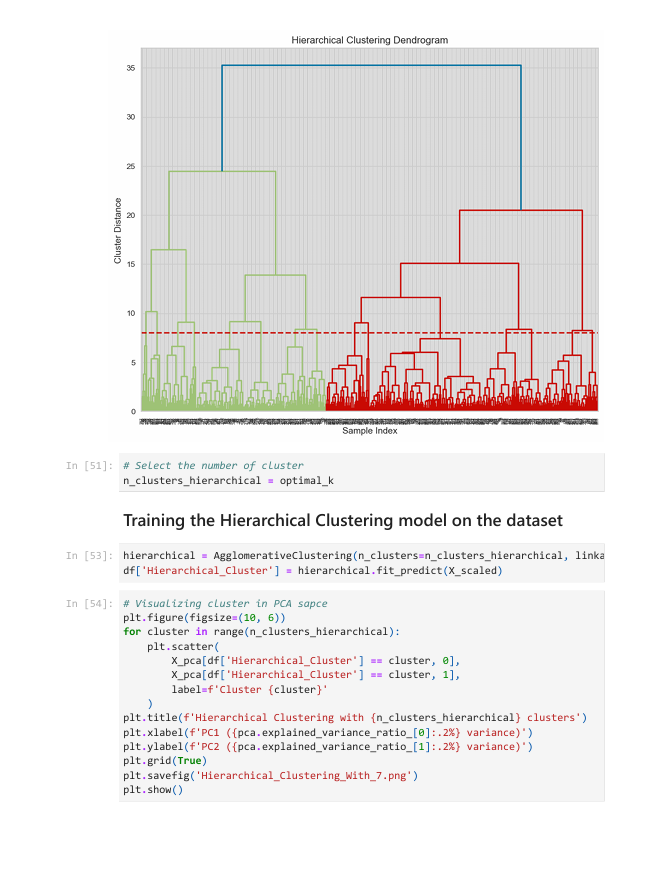 Hierarchical Clustering Dendrogram
35
30
25
20
15
10
5
0
Cluster Distance
Sample Index
In [51]:
# Select the number of cluster
n_clusters_hierarchical = optimal_k
Training the Hierarchical Clustering model on the dataset
In [53]:
hierarchical = AgglomerativeClustering(n_clusters=n_clusters_hierarchical, linka
df['Hierarchical_Cluster'] = hierarchical.fit_predict(X_scaled)
In [54]:
# Visualizing cluster in PCA sapce
plt.figure(figsize=(10, 6))
for cluster in range(n_clusters_hierarchical):
    plt.scatter(
        X_pca[df['Hierarchical_Cluster'] == cluster, 0],
        X_pca[df['Hierarchical_Cluster'] == cluster, 1],
        label=f'Cluster {cluster}'
    )
plt.title(f'Hierarchical Clustering with {n_clusters_hierarchical} clusters')
plt.xlabel(f'PC1 ({pca.explained_variance_ratio_[0]:.2%} variance)')
plt.ylabel(f'PC2 ({pca.explained_variance_ratio_[1]:.2%} variance)')
plt.grid(True)
plt.savefig('Hierarchical_Clustering_With_7.png')
plt.show()